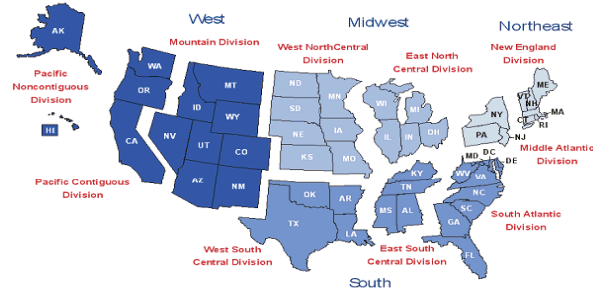 West
Midwest
Northeast
AK
Mountain Division
West NorthCentral
Division
East North
Central Division
New England
Division
Pacific
Noncontiguous
Division
WA
OR
MT
ID
WY
ND
MN
SD
WI
MI
NE
IA
IL
IN
OH
KS
MO
ME
VT
NH
NY
MA
CT
RI
PA
NJ
HI
CA
NV
UT
CO
AZ
NM
MD
DC
DE
Middle Atlantic
Division
WV
VA
KY
NC
TN
SC
OK
AR
MS
AL
GA
TX
LA
FL
Pacific Contiguous
Division
South Atlantic
Division
West South
Central Division
East South
Central Division
South